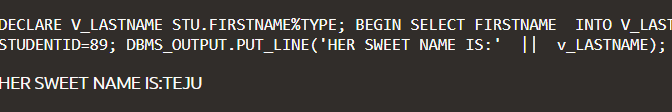 DECLARE V_LASTNAME STU.FIRSTNAME%TYPE; BEGIN SELECT FIRSTNAME  INTO V_LAST
STUDENTID=89; DBMS_OUTPUT.PUT_LINE('HER SWEET NAME IS:'  ||  v_LASTNAME);
HER SWEET NAME IS:TEJU